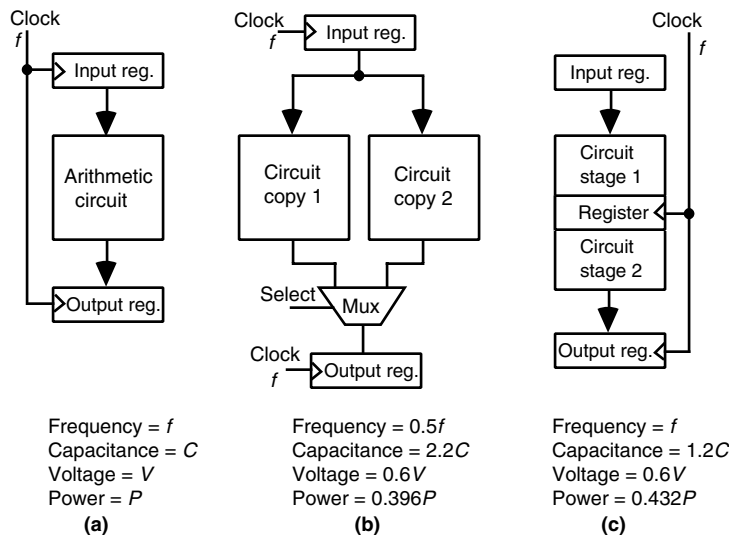 Clock
f
Input reg.
Arithmetic
circuit
Output reg.
Frequency = f
Capacitance = C
Voltage = V
Power = P
(a)
Clock
f
Input reg.
Circuit
copy 1
Circuit
copy 2
Select
Mux
Clock
f
Output reg.
Frequency = 0.5f
Capacitance = 2.2C
Voltage = 0.6V
Power = 0.396P
(b)
Clock
f
Input reg.
Circuit
stage 1
Register
Circuit
stage 2
Output reg.
Frequency = f
Capacitance = 1.2C
Voltage = 0.6V
Power = 0.432P
(c)